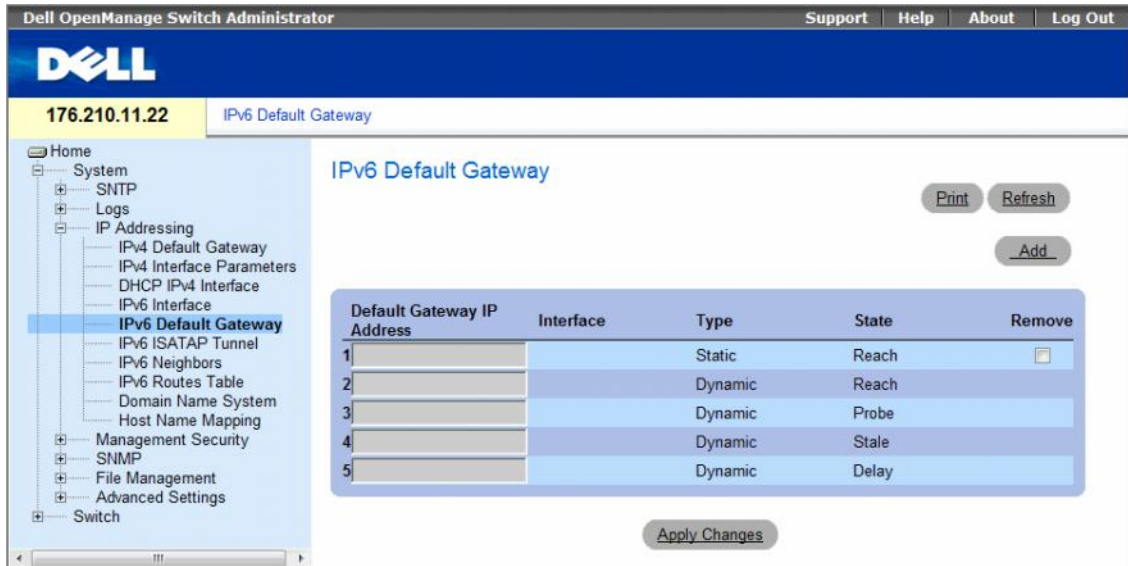 Dell OpenManage Switch Administrator
Support | Help | About | Log Out
DELL
176.210.11.22
IPv6 Default Gateway
Home
System
SNTP
Logs
IP Addressing
IPv4 Default Gateway
IPv4 Interface Parameters
DHCP IPv4 Interface
IPv6 Interface
IPv6 Default Gateway
IPv6 ISATAP Tunnel
IPv6 Neighbors
IPv6 Routes Table
Domain Name System
Host Name Mapping
Management Security
SNMP
File Management
Advanced Settings
Switch
IPv6 Default Gateway
Print Refresh
Add
Default Gateway IP Address Interface Type State Remove
1 Static Reach
2 Dynamic Reach
3 Dynamic Probe
4 Dynamic Stale
5 Dynamic Delay
Apply Changes